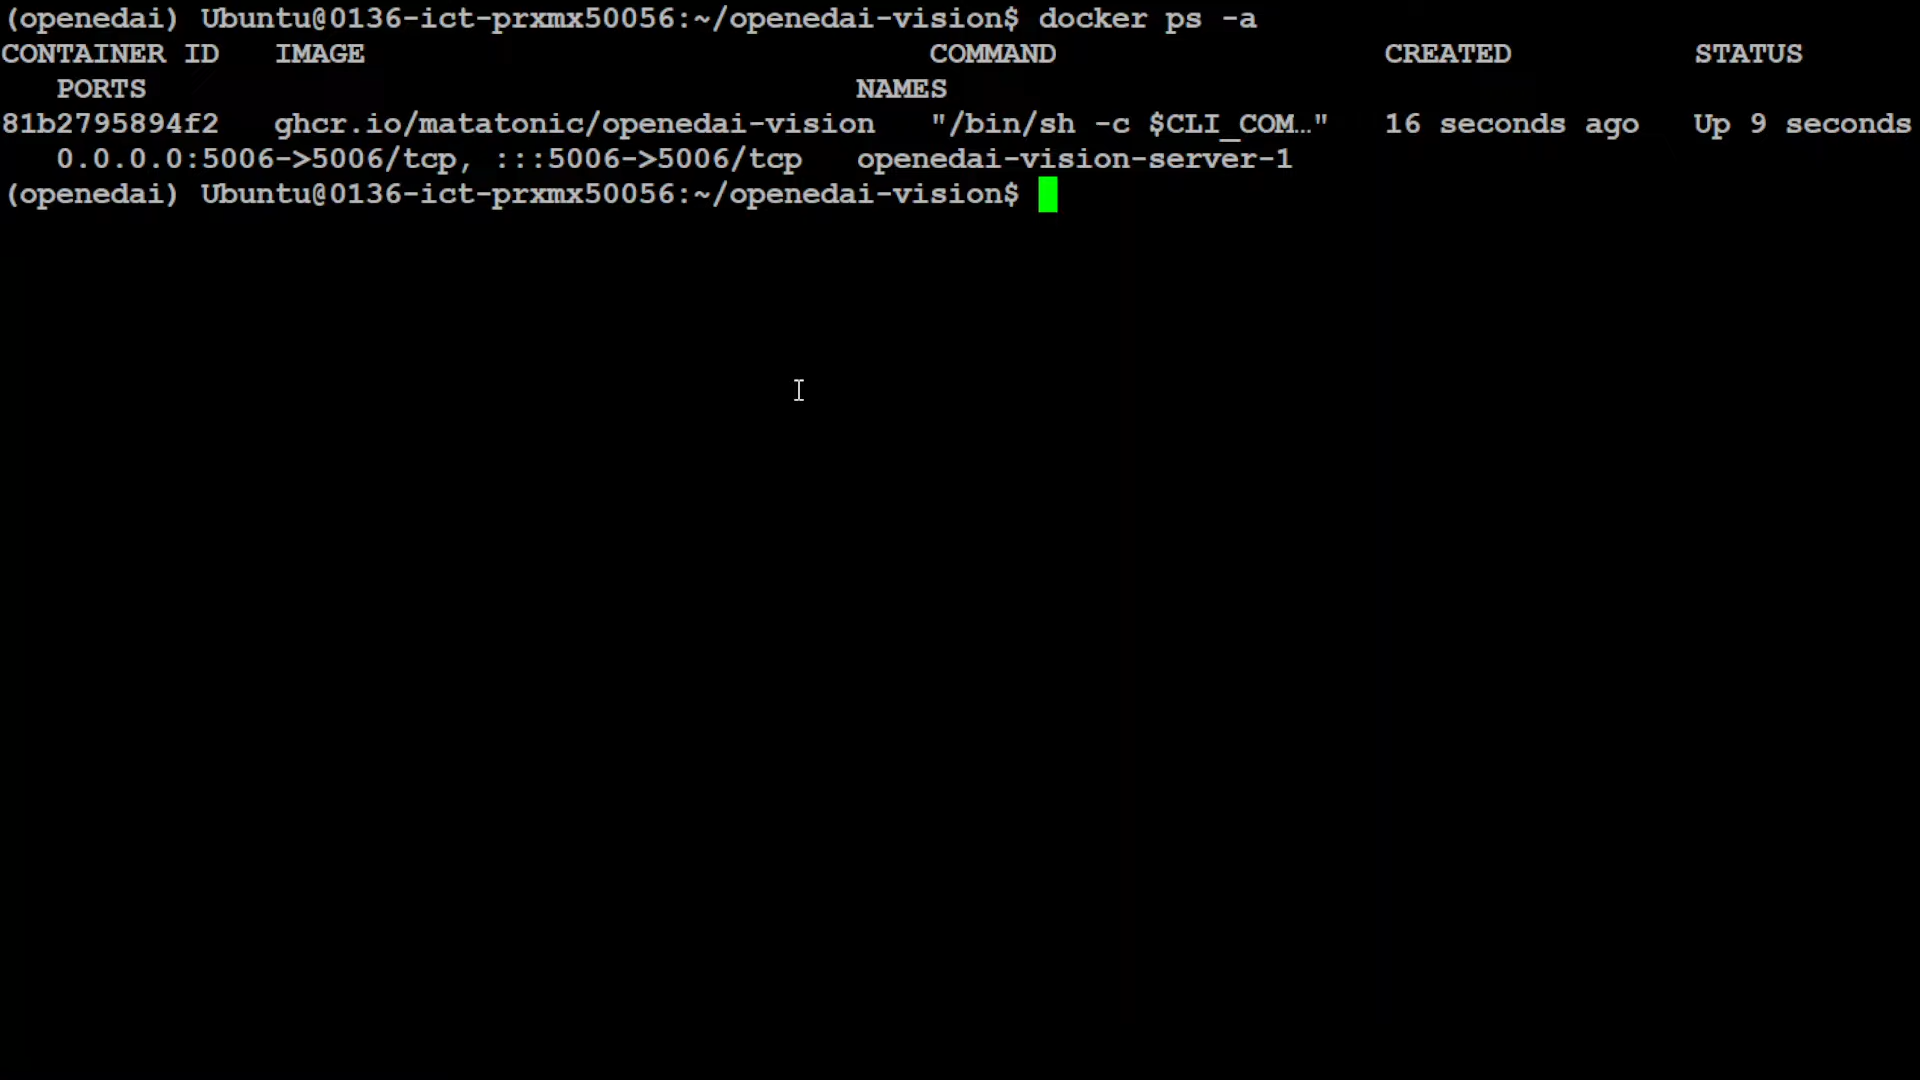 (openedai) Ubuntu@0136-ict-prxmx50056:~/openedai-vision$ docker ps -a
CONTAINER ID   IMAGE                               COMMAND                  CREATED          STATUS
   PORTS                                       NAMES
81b2795894f2   ghcr.io/matatonic/openedai-vision   "/bin/sh -c $CLI_COM…"   16 seconds ago   Up 9 seconds
   0.0.0.0:5006->5006/tcp, :::5006->5006/tcp   openedai-vision-server-1
(openedai) Ubuntu@0136-ict-prxmx50056:~/openedai-vision$